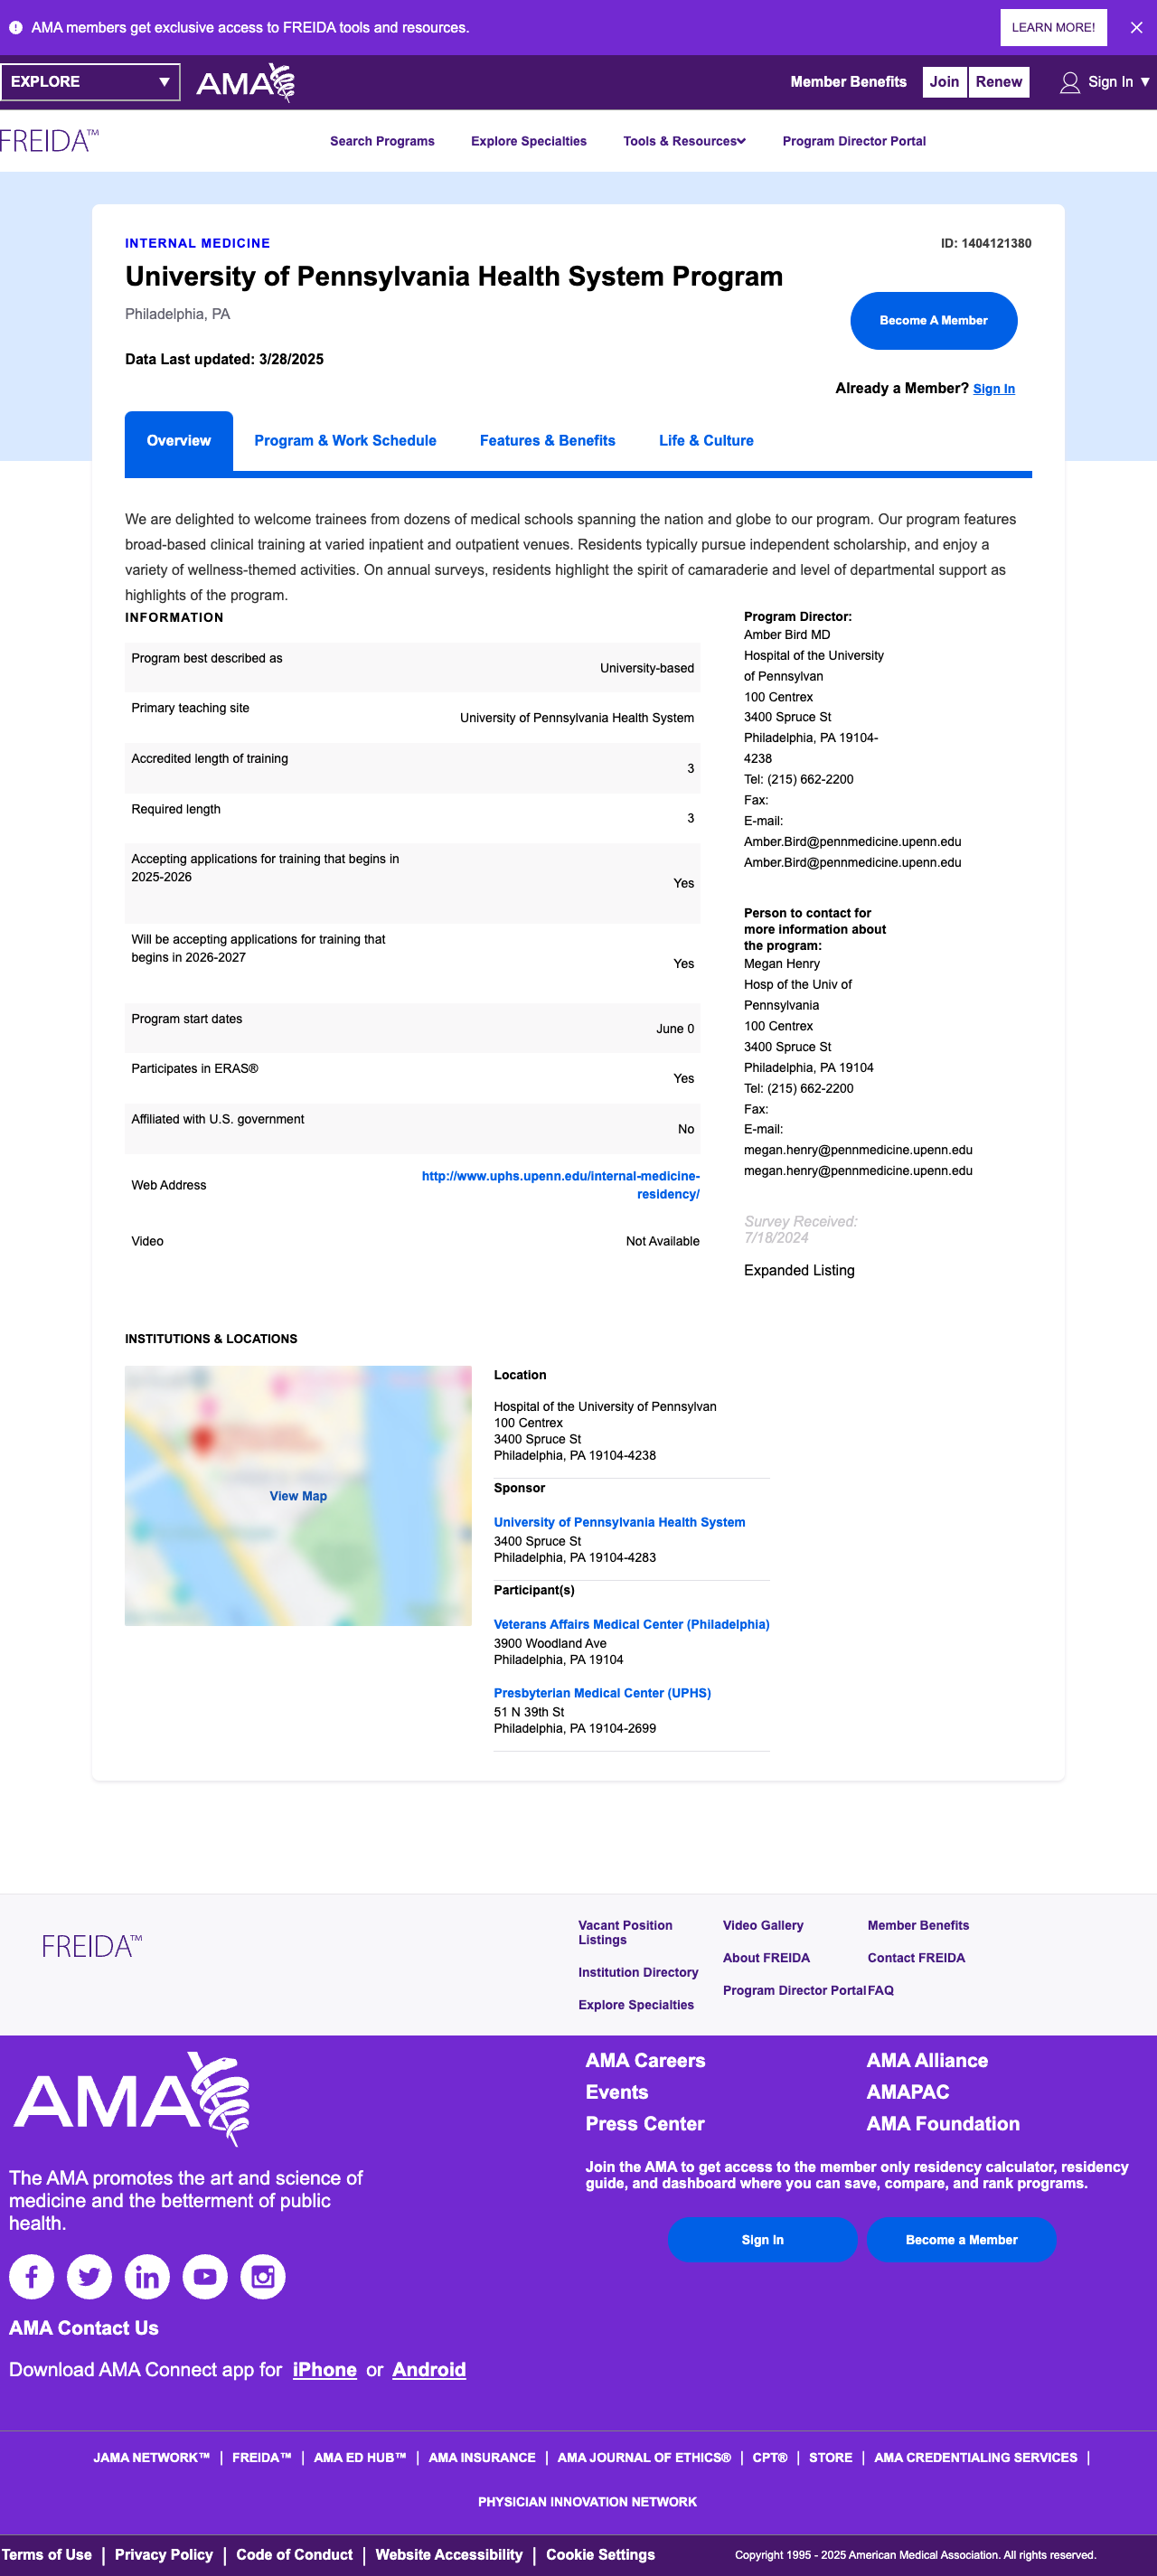 AMA members get exclusive access to FREIDA tools and resources.
LEARN MORE!
EXPLORE
AMA
Member Benefits
Join
Renew
Sign In
FREIDA™
Search Programs
Explore Specialties
Tools & Resources
Program Director Portal
INTERNAL MEDICINE
ID: 1404121380
University of Pennsylvania Health System Program
Philadelphia, PA
Become A Member
Data Last updated: 3/28/2025
Already a Member? Sign In
Overview
Program & Work Schedule
Features & Benefits
Life & Culture
We are delighted to welcome trainees from dozens of medical schools spanning the nation and globe to our program. Our program features
broad-based clinical training at varied inpatient and outpatient venues. Residents typically pursue independent scholarship, and enjoy a
variety of wellness-themed activities. On annual surveys, residents highlight the spirit of camaraderie and level of departmental support as
highlights of the program.
INFORMATION
Program best described as
University-based
Primary teaching site
University of Pennsylvania Health System
Accredited length of training
3
Required length
3
Accepting applications for training that begins in
2025-2026
Yes
Will be accepting applications for training that
begins in 2026-2027
Yes
Program start dates
June 0
Participates in ERAS®
Yes
Affiliated with U.S. government
No
Web Address
http://www.uphs.upenn.edu/internal-medicine-
residency/
Video
Not Available
Program Director:
Amber Bird MD
Hospital of the University
of Pennsylvan
100 Centrex
3400 Spruce St
Philadelphia, PA 19104-
4238
Tel: (215) 662-2200
Fax:
E-mail:
Amber.Bird@pennmedicine.upenn.edu
Amber.Bird@pennmedicine.upenn.edu
Person to contact for
more information about
the program:
Megan Henry
Hosp of the Univ of
Pennsylvania
100 Centrex
3400 Spruce St
Philadelphia, PA 19104
Tel: (215) 662-2200
Fax:
E-mail:
megan.henry@pennmedicine.upenn.edu
megan.henry@pennmedicine.upenn.edu
Survey Received:
7/18/2024
Expanded Listing
INSTITUTIONS & LOCATIONS
View Map
Location
Hospital of the University of Pennsylvan
100 Centrex
3400 Spruce St
Philadelphia, PA 19104-4238
Sponsor
University of Pennsylvania Health System
3400 Spruce St
Philadelphia, PA 19104-4283
Participant(s)
Veterans Affairs Medical Center (Philadelphia)
3900 Woodland Ave
Philadelphia, PA 19104
Presbyterian Medical Center (UPHS)
51 N 39th St
Philadelphia, PA 19104-2699
FREIDA™
Vacant Position
Listings
Institution Directory
Explore Specialties
Video Gallery
About FREIDA
Program Director Portal
Member Benefits
Contact FREIDA
FAQ
AMA
The AMA promotes the art and science of
medicine and the betterment of public
health.
AMA Contact Us
Download AMA Connect app for iPhone or Android
AMA Careers
Events
Press Center
AMA Alliance
AMAPAC
AMA Foundation
Join the AMA to get access to the member only residency calculator, residency
guide, and dashboard where you can save, compare, and rank programs.
Sign In
Become a Member
JAMA NETWORK™ | FREIDA™ | AMA ED HUB™ | AMA INSURANCE | AMA JOURNAL OF ETHICS® | CPT® | STORE | AMA CREDENTIALING SERVICES |
PHYSICIAN INNOVATION NETWORK
Terms of Use | Privacy Policy | Code of Conduct | Website Accessibility | Cookie Settings
Copyright 1995 - 2025 American Medical Association. All rights reserved.